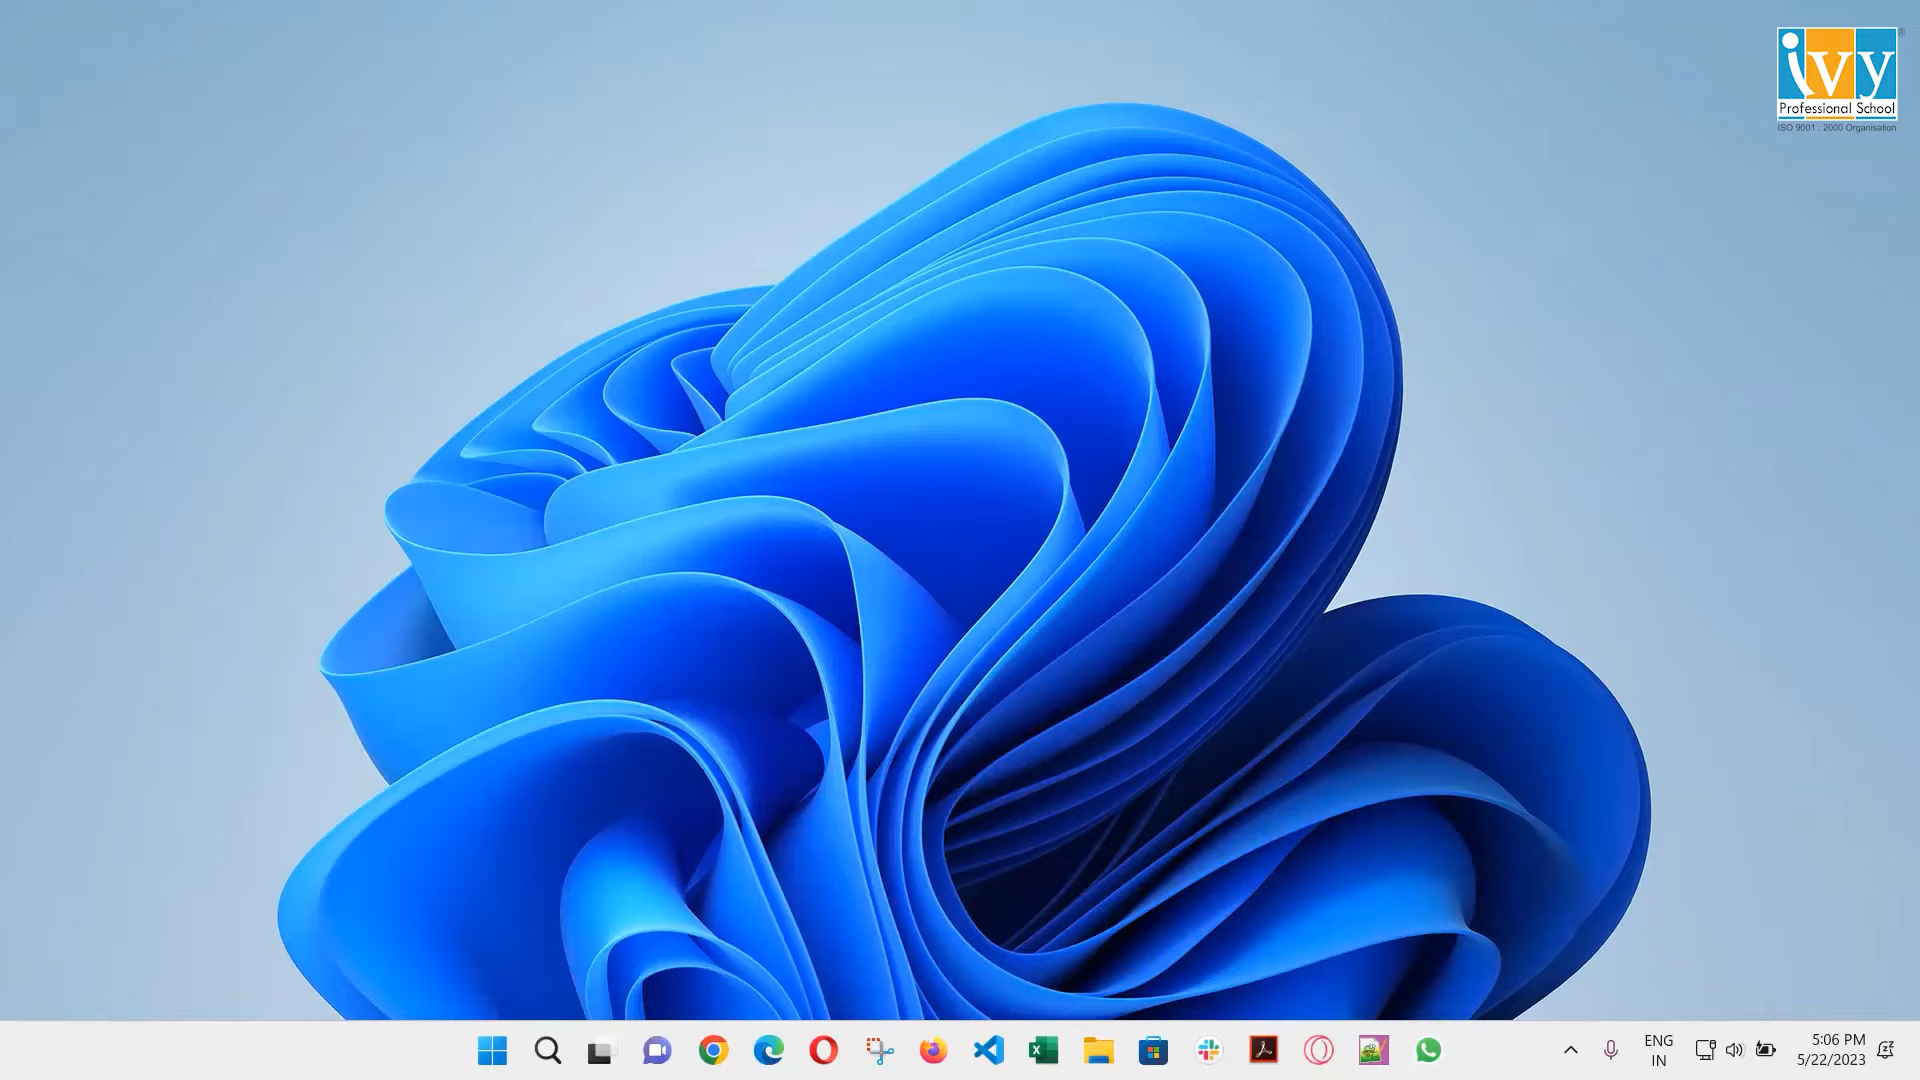 ivy
Professional School
ISO 9001 : 2000 Organisation
ENG
IN
5:06 PM
5/22/2023